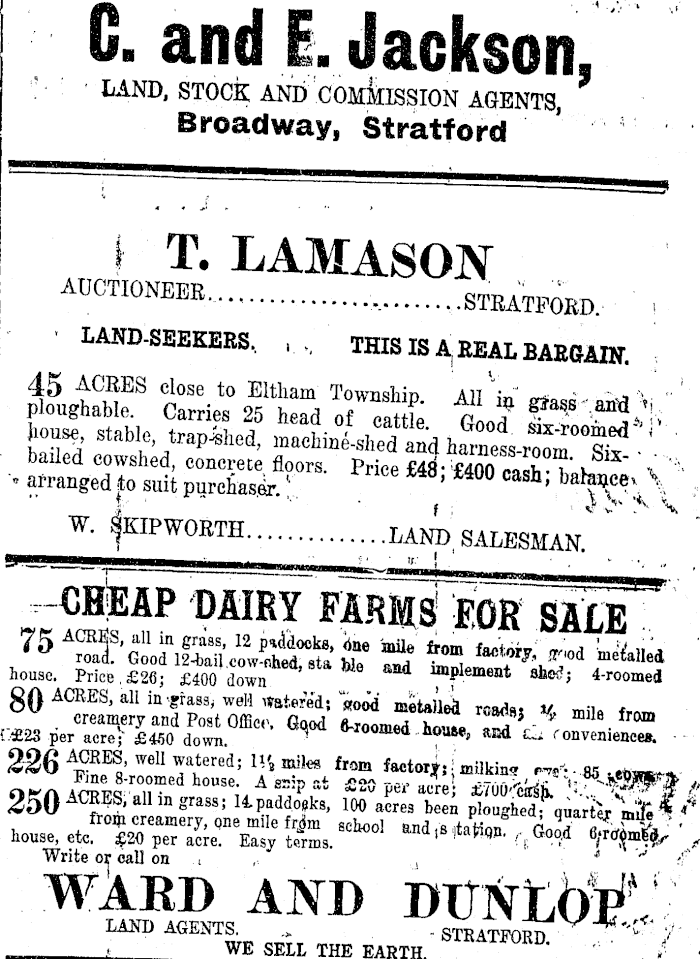 C. and E. Jackson,
LAND, STOCK AND COMMISSION AGENTS,
Broadway, Stratford
T. LAMASON
AUCTIONEER..........................STRATFORD.
LAND-SEEKERS. THIS IS A REAL BARGAIN.
45 ACRES close to Eltham Township. All in grass and
ploughable. Carries 25 head of cattle. Good six-roomed
house, stable, trap-shed, machine-shed and harness-room. Six-
bailed cowshed, concrete floors. Price £48; £400 cash; balance
arranged to suit purchaser.
W. SKIPWORTH..............LAND SALESMAN.
CHEAP DAIRY FARMS FOR SALE
75 ACRES, all in grass, 12 paddocks, one mile from factory, good metalled
road. Good 12-bail cow-shed, sta ble and implement shed; 4-roomed
house. Price £26; £400 down
80 ACRES, all in grass, well watered; good metalled roads; mile from
creamery and Post Office. Good 6-roomed house, and conveniences.
£23 per acre; £450 down.
226 ACRES, well watered; 1½ miles from factory; milking 85 cows
Fine 8-roomed house. A snip at £20 per acre; £700 cash.
250 ACRES, all in grass; 14 paddocks, 100 acres been ploughed; quarter mile
from creamery, one mile from school and s tation. Good 6-roomed
house, etc. £20 per acre. Easy terms.
Write or call on
WARD AND DUNLOP
LAND AGENTS. STRATFORD.
WE SELL THE EARTH.